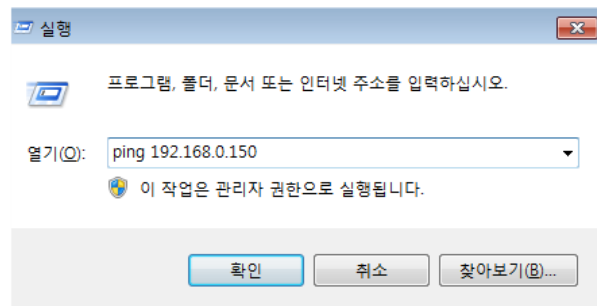 실행
프로그램, 폴더, 문서 또는 인터넷 주소를 입력하십시오.
열기(O): ping 192.168.0.150
이 작업은 관리자 권한으로 실행됩니다.
확인 취소 찾아보기(B)...